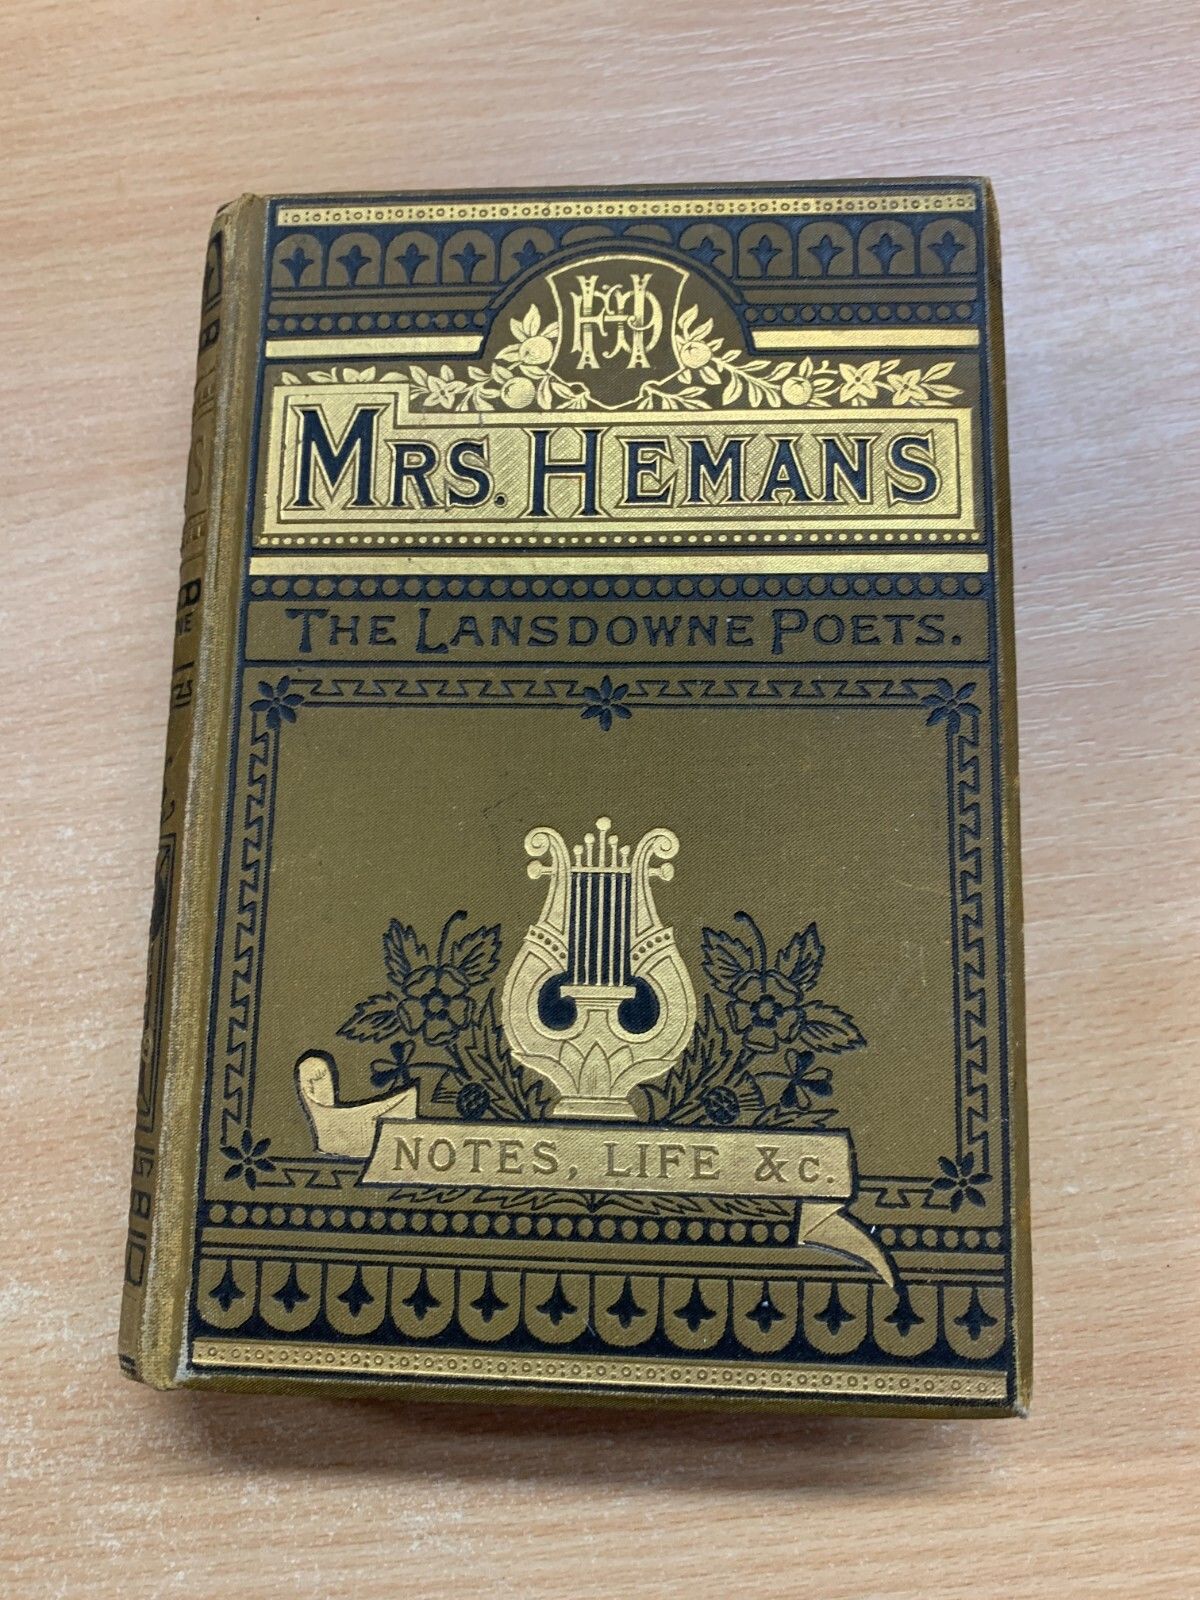 MRS. HEMANS
THE LANSDOWNE POETS.
NOTES, LIFE &c.